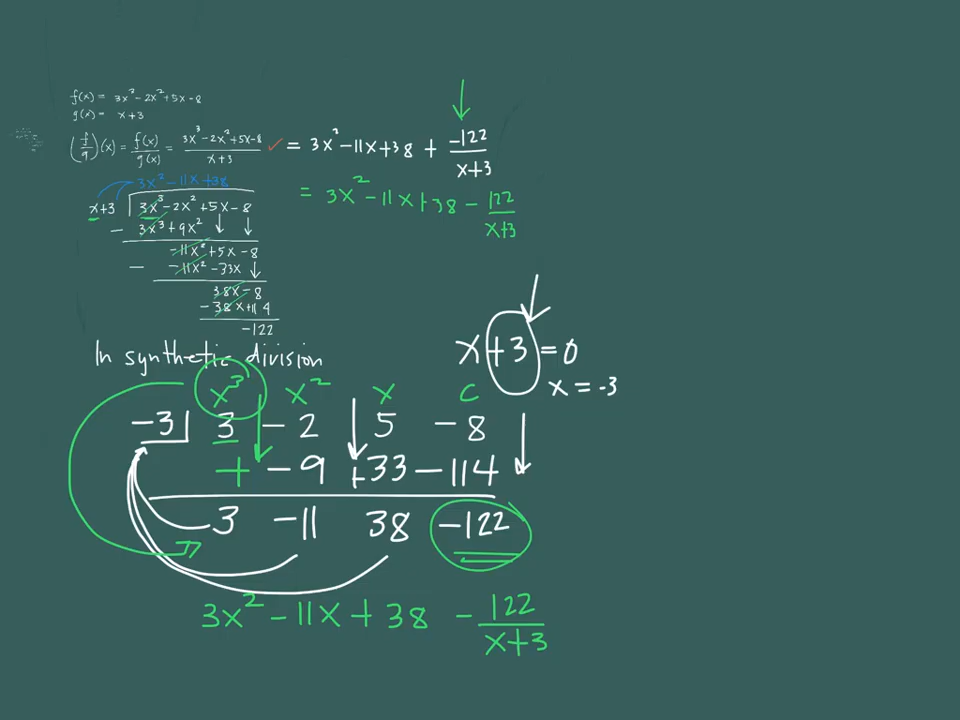 f(x) = 3x² - 2x² + 5x - 8
g(x) = x + 3
(f/g)(x) = f(x)/g(x) = (3x³ - 2x² + 5x - 8)/(x + 3) ✓ = 3x² - 11x + 38 + -122/(x+3)
= 3x² - 11x + 38 - 122/(x+3)
3x² - 11x + 38
x+3 | 3x³ - 2x² + 5x - 8
- 3x³ + 9x² ↓ ↓
-11x² + 5x - 8
- -11x² - 33x ↓
38x - 8
- 38x + 114
-122
x + 3 = 0
x = -3
In synthetic division
x³ x² x C
-3 | 3 - 2 5 - 8
+ - 9 +33 - 114
3 -11 38 -122
3x² - 11x + 38 - 122/(x+3)